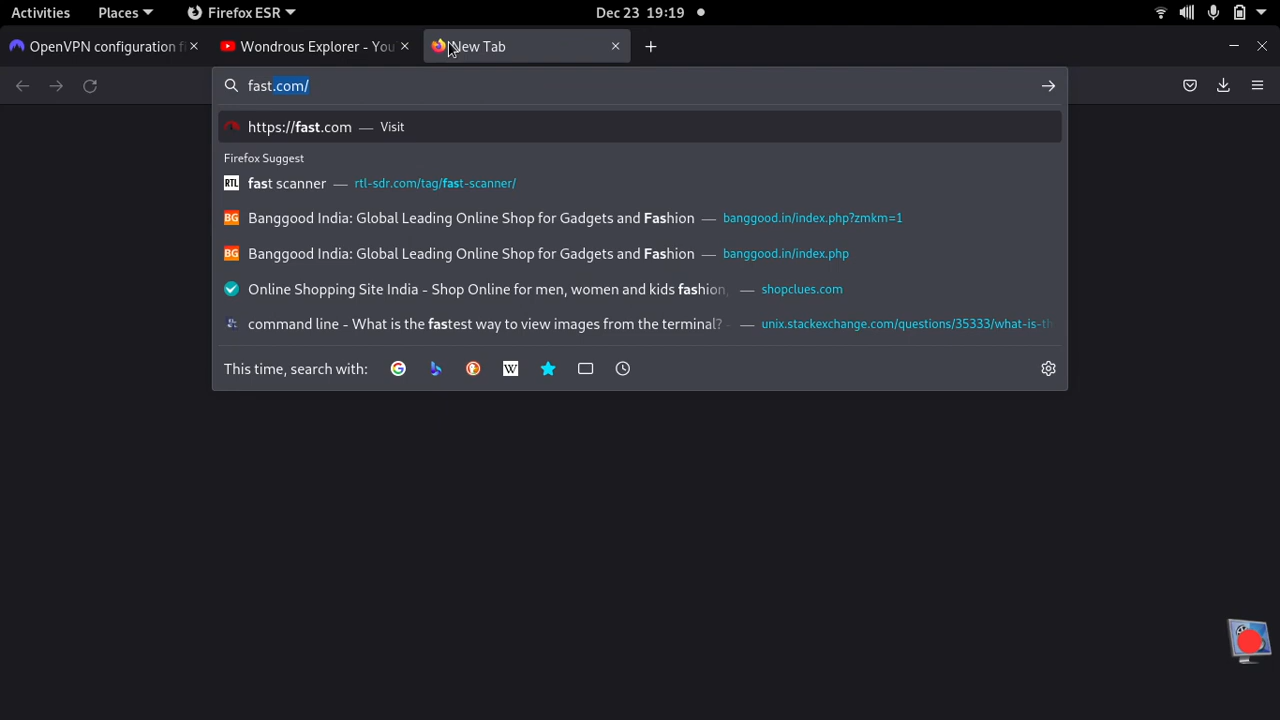 Activities Places Firefox ESR Dec 23 19:19
OpenVPN configuration fi Wondrous Explorer - You New Tab
fast.com/
https://fast.com — Visit
Firefox Suggest
RTL fast scanner — rtl-sdr.com/tag/fast-scanner/
BG Banggood India: Global Leading Online Shop for Gadgets and Fashion — banggood.in/index.php?zmkm=1
BG Banggood India: Global Leading Online Shop for Gadgets and Fashion — banggood.in/index.php
Online Shopping Site India - Shop Online for men, women and kids fashion, — shopclues.com
command line - What is the fastest way to view images from the terminal? - — unix.stackexchange.com/questions/35333/what-is-th
This time, search with: G W